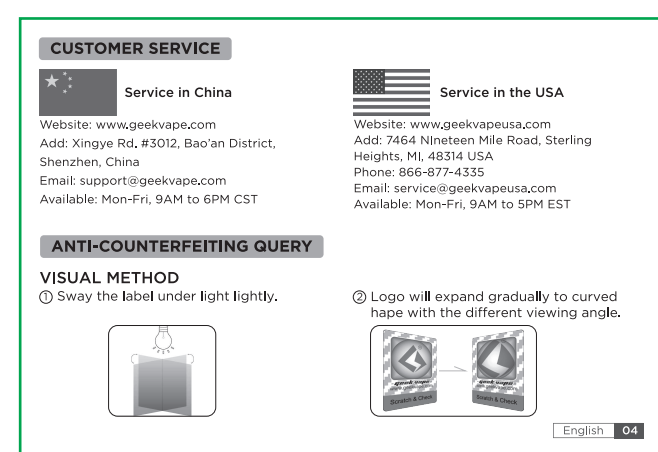 CUSTOMER SERVICE
Service in China
Website: www.geekvape.com
Add: Xingye Rd. #3012, Bao'an District,
Shenzhen, China
Email: support@geekvape.com
Available: Mon-Fri, 9AM to 6PM CST
Service in the USA
Website: www.geekvapeusa.com
Add: 7464 NIneteen Mile Road, Sterling
Heights, MI, 48314 USA
Phone: 866-877-4335
Email: service@geekvapeusa.com
Available: Mon-Fri, 9AM to 5PM EST
ANTI-COUNTERFEITING QUERY
VISUAL METHOD
① Sway the label under light lightly.
② Logo will expand gradually to curved
hape with the different viewing angle.
geek vape
Scratch & Check
geek vape
Scratch & Check
English 04